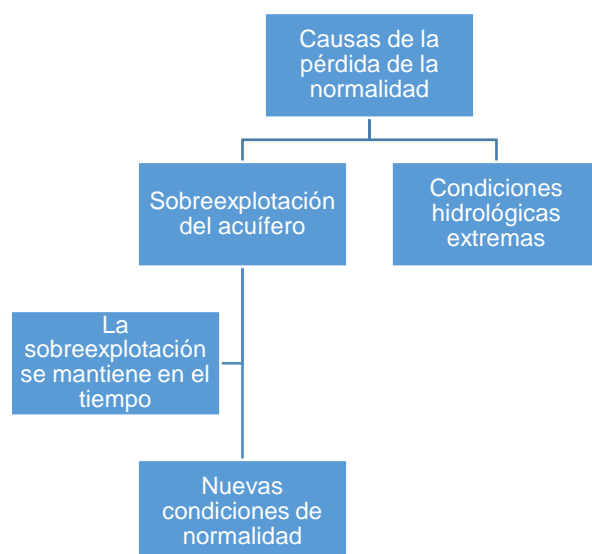 Causas de la
pérdida de la
normalidad
Sobreexplotación
del acuífero
Condiciones
hidrológicas
extremas
La
sobreexplotación
se mantiene en el
tiempo
Nuevas
condiciones de
normalidad